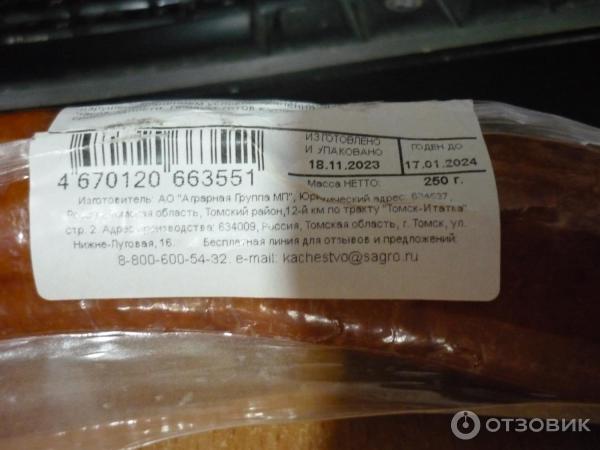 ИЗГОТОВЛЕНО
И УПАКОВАНО
ГОДЕН ДО
18.11.2023
17.01.2024
4 670120 663551
Масса НЕТТО:
250 г.
Изготовитель: АО "Аграрная Группа МП", Юридический адрес: 634537,
область, Томский район,12-й км по тракту "Томск-Итатка"
стр. 2. Адрес производства: 634009, Россия, Томская область, г. Томск, ул.
Нижне-Луговая, 16. Бесплатная линия для отзывов и предложений:
8-800-600-54-32. e-mail: kachestvo@sagro.ru
ОТЗОВИК